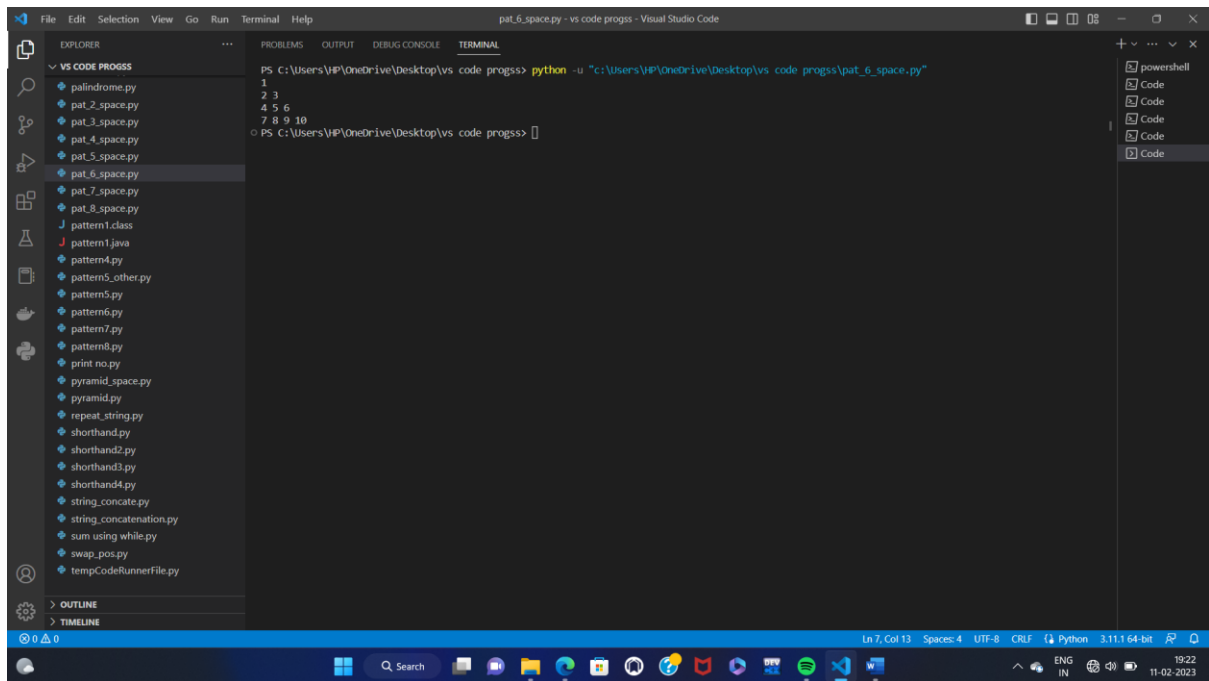 File Edit Selection View Go Run Terminal Help
pat_6_space.py - vs code progss - Visual Studio Code
EXPLORER
VS CODE PROGSS
palindrome.py
pat_2_space.py
pat_3_space.py
pat_4_space.py
pat_5_space.py
pat_6_space.py
pat_7_space.py
pat_8_space.py
pattern1.class
pattern1.java
pattern4.py
pattern5_other.py
pattern5.py
pattern6.py
pattern7.py
pattern8.py
print no.py
pyramid_space.py
pyramid.py
repeat_string.py
shorthand.py
shorthand2.py
shorthand3.py
shorthand4.py
string_concate.py
string_concatenation.py
sum using while.py
swap_pos.py
tempCodeRunnerFile.py
OUTLINE
TIMELINE
PROBLEMS OUTPUT DEBUG CONSOLE TERMINAL
PS C:\Users\HP\OneDrive\Desktop\vs code progss> python -u "c:\Users\HP\OneDrive\Desktop\vs code progss\pat_6_space.py"
1
2 3
4 5 6
7 8 9 10
PS C:\Users\HP\OneDrive\Desktop\vs code progss>
powershell
Code
Code
Code
Code
Code
0 0
Ln 7, Col 13 Spaces: 4 UTF-8 CRLF Python 3.11.1 64-bit
Search
ENG
IN
19:22
11-02-2023